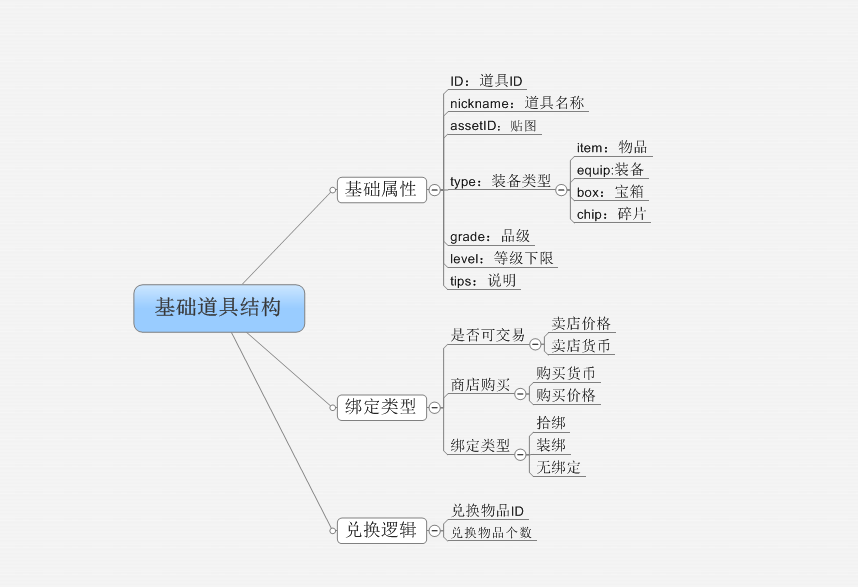 基础道具结构
基础属性
ID：道具ID
nickname：道具名称
assetID：贴图
type：装备类型
item：物品
equip:装备
box：宝箱
chip：碎片
grade：品级
level：等级下限
tips：说明
绑定类型
是否可交易
卖店价格
卖店货币
商店购买
购买货币
购买价格
绑定类型
拾绑
装绑
无绑定
兑换逻辑
兑换物品ID
兑换物品个数